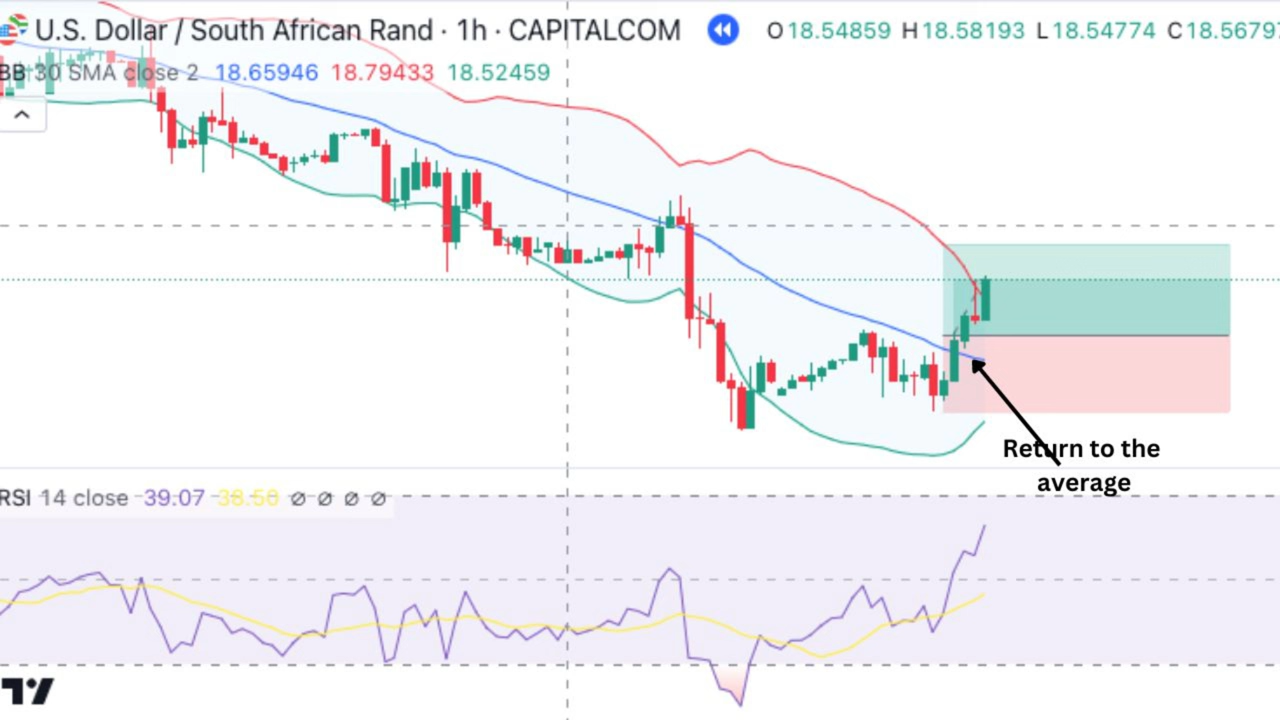 U.S. Dollar / South African Rand · 1h · CAPITALCOM O18.54859 H18.58193 L18.54774 C18.5679
BB 30 SMA close 2 18.65946 18.79433 18.52459
Return to the
average
RSI 14 close 39.07 38.50 ∅ ∅ ∅ ∅